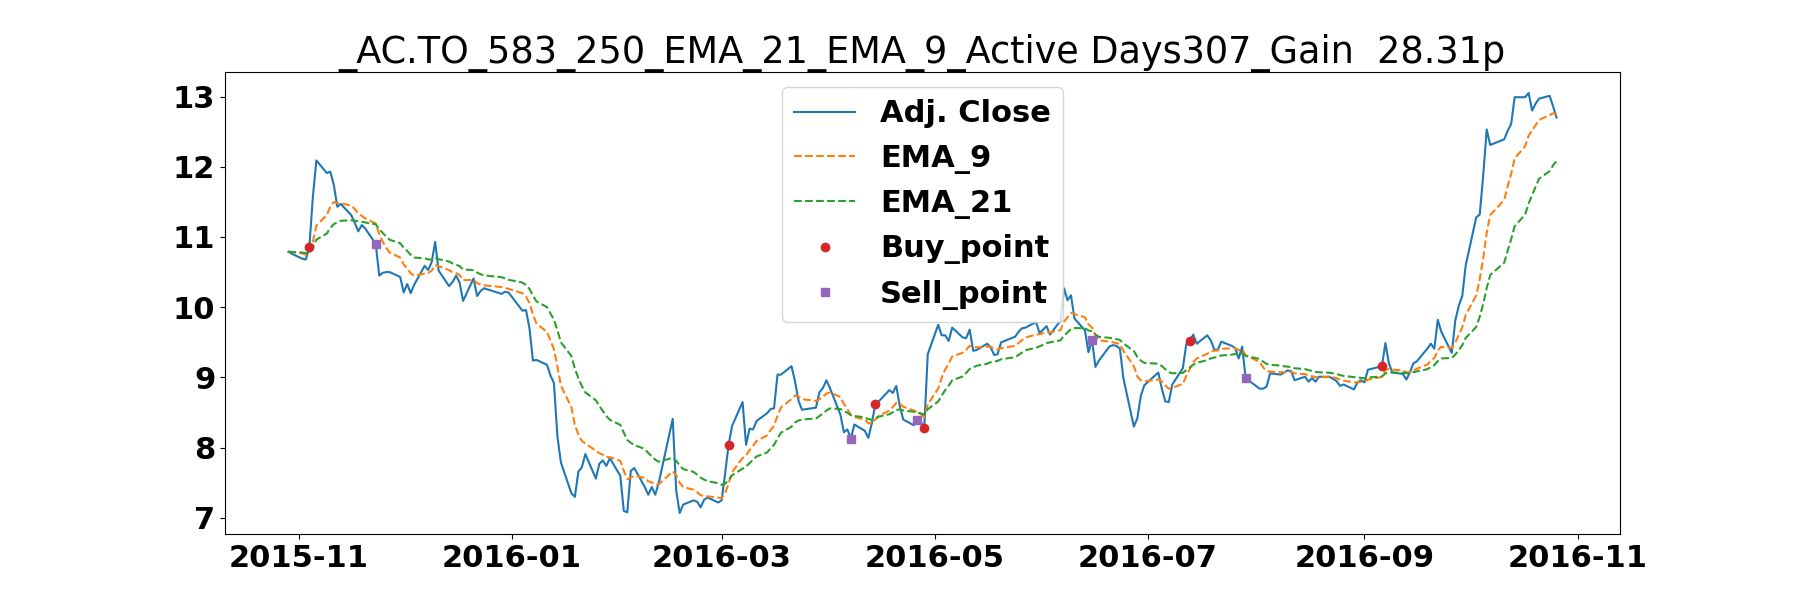 _AC.TO_583_250_EMA_21_EMA_9_Active Days307_Gain  28.31p
13
12
11
10
9
8
7
Adj. Close
EMA_9
EMA_21
Buy_point
Sell_point
2015-11 2016-01 2016-03 2016-05 2016-07 2016-09 2016-11